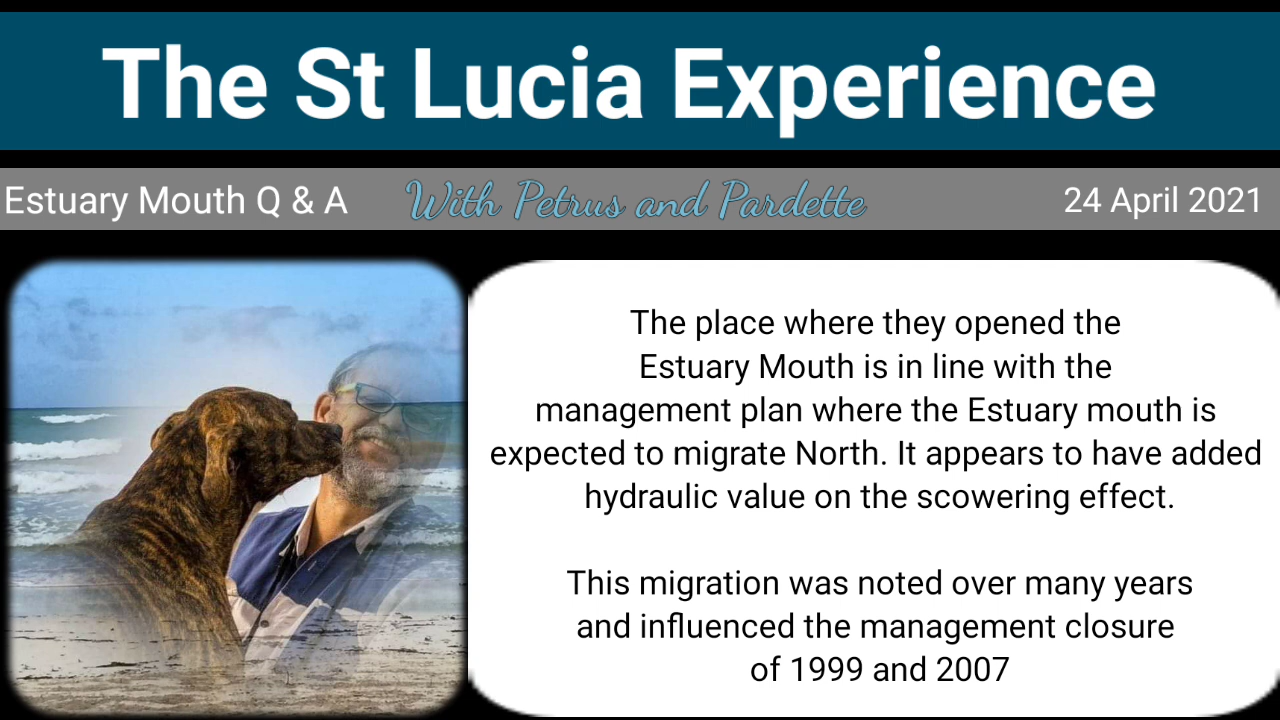 The St Lucia Experience
Estuary Mouth Q & A With Petrus and Pardette 24 April 2021
The place where they opened the
Estuary Mouth is in line with the
management plan where the Estuary mouth is
expected to migrate North. It appears to have added
hydraulic value on the scowering effect.
This migration was noted over many years
and influenced the management closure
of 1999 and 2007